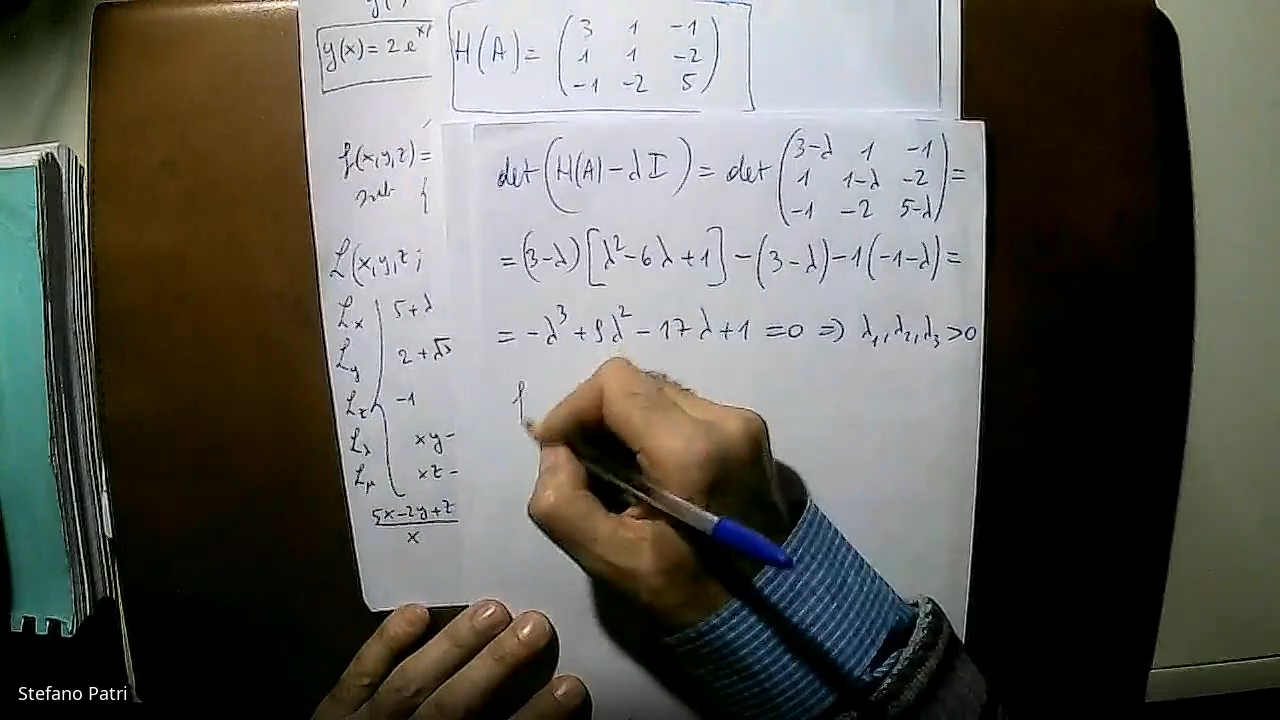 y(x) = 2e
H(A) = ( 3 1 -1
1 1 -2
-1 -2 5 )
f(x,y,z) =
sub {
L(x,y,z;
Lx 5+λ
Ly
Lz -1
Lλ xy-
Lμ xz-
5x-2y+z
x
det(H(A)-λI) = det ( 3-λ 1 -1
1 1-λ -2
-1 -2 5-λ ) =
= (3-λ)[λ²-6λ+1] - (3-λ) - 1(-1-λ) =
= -λ³+9λ²-17λ+1 = 0 ⇒ λ₁, λ₂, λ₃ > 0
f
Stefano Patri